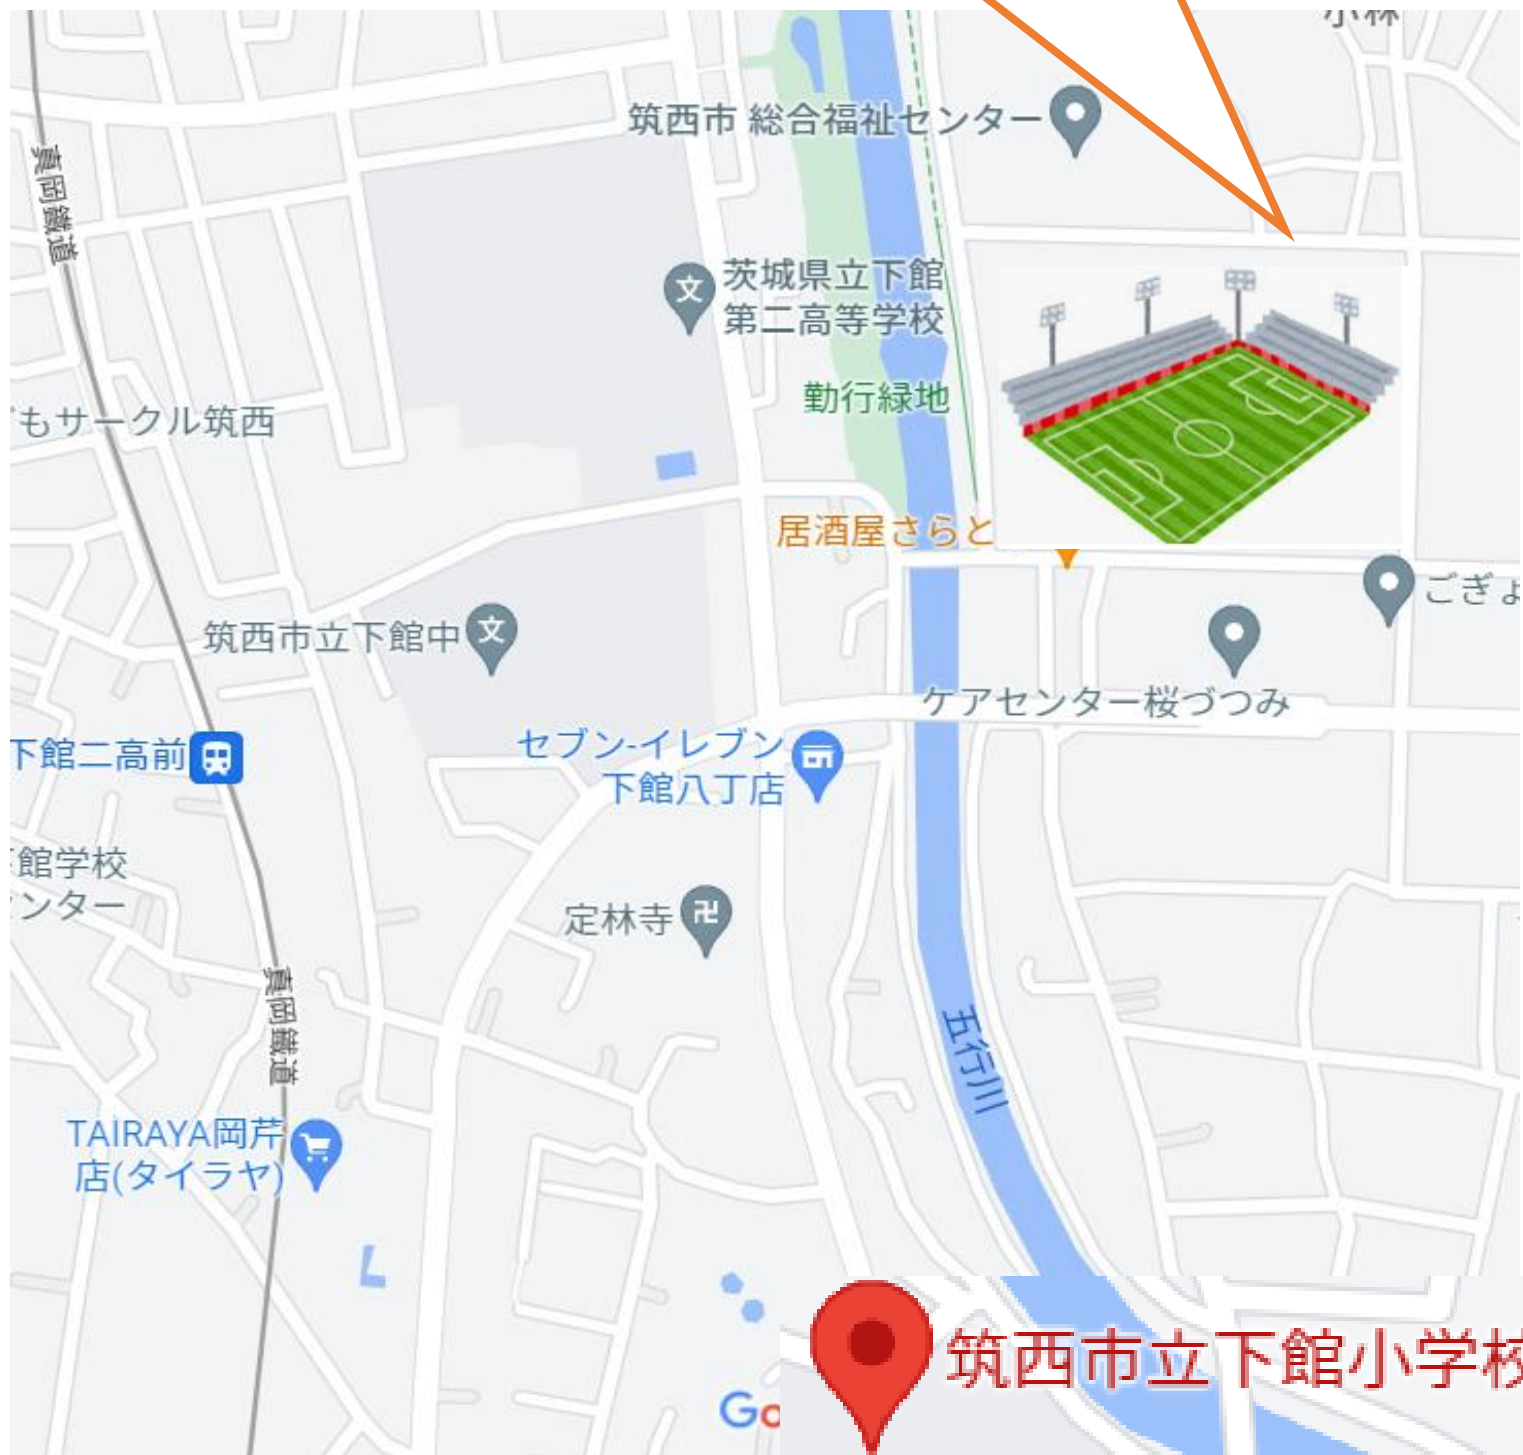 小林
筑西市 総合福祉センター
真岡鐵道
茨城県立下館
第二高等学校
勤行緑地
もサークル筑西
居酒屋さらと
ごぎょ
筑西市立下館中
文
文
ケアセンター桜づつみ
下館二高前
セブン-イレブン
下館八丁店
館学校
ンター
定林寺
卍
真岡鐵道
五行川
TAIRAYA岡芹
店(タイラヤ)
筑西市立下館小学校
Go